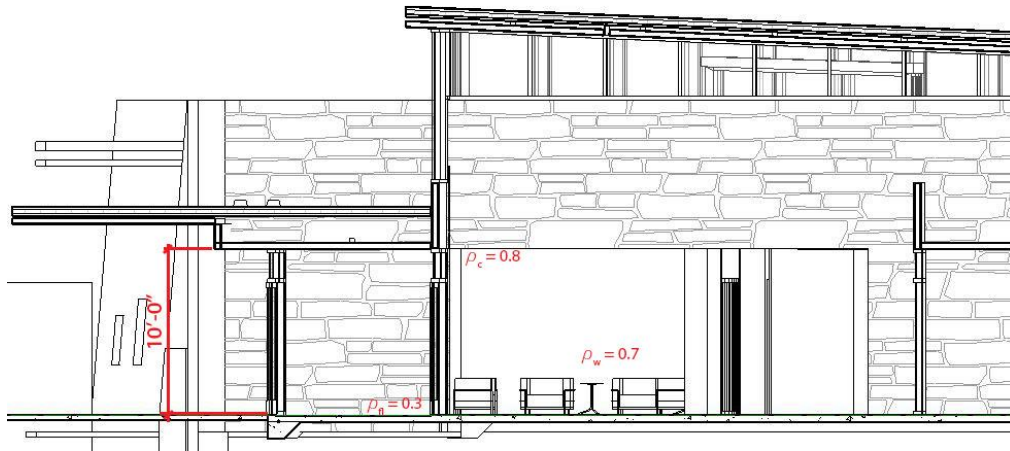 ρc = 0.8
10'-0"
ρw = 0.7
ρfl = 0.3